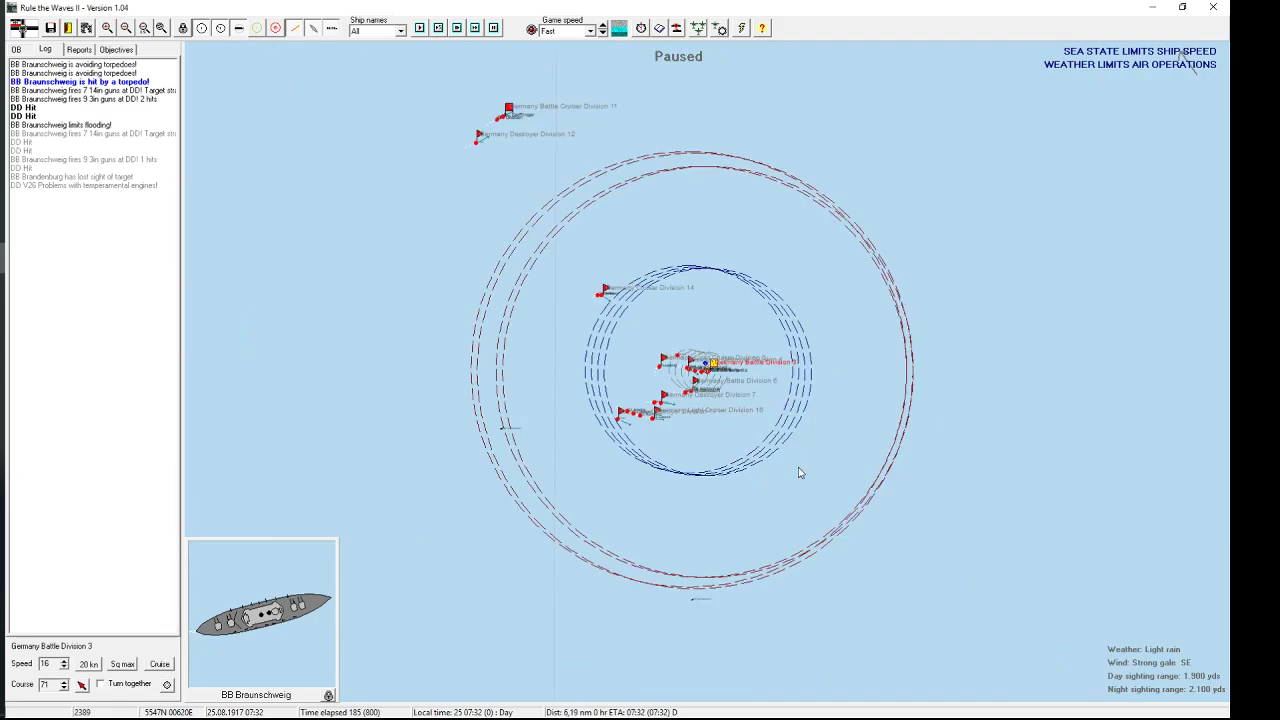 Rule the Waves II - Version 1.04
Ship names
All
Game speed
Fast
OB Log Reports Objectives
Paused
SEA STATE LIMITS SHIP SPEED
WEATHER LIMITS AIR OPERATIONS
BB Braunschweig is avoiding torpedoes!
BB Braunschweig is avoiding torpedoes!
BB Braunschweig is hit by a torpedo!
BB Braunschweig fires 7 14in guns at DD! Target
BB Braunschweig fires 9 3in guns at DD! 2 hits
DD Hit
DD Hit
BB Braunschweig limits flooding!
BB Braunschweig fires 7 14in guns at DD! Target
DD Hit
DD Hit
BB Braunschweig fires 9 3in guns at DD! 1 hits
DD Hit
BB Brandenburg has lost sight of target
DD V26 Problems with temperamental engines!
Germany Battle Cruiser Division 11
Germany Destroyer Division 12
Division 14
Germany Battle Division
Germany Battle Division 6
Germany Destroyer Division 7
Germany Light Cruiser Division
BB Braunschweig
Germany Battle Division 3
Speed 16 20 kn Sq max Cruise
Course 71 Turn together
Weather: Light rain
Wind: Strong gale SE
Day sighting range: 1.900 yds
Night sighting range: 2.100 yds
2389 5547N 00620E 25.08.1917 07:32 Time elapsed 185 (800) Local time: 25 07:32 (0) : Day Dist: 6,19 nm 0 hr ETA: 07:32 (07:32) D